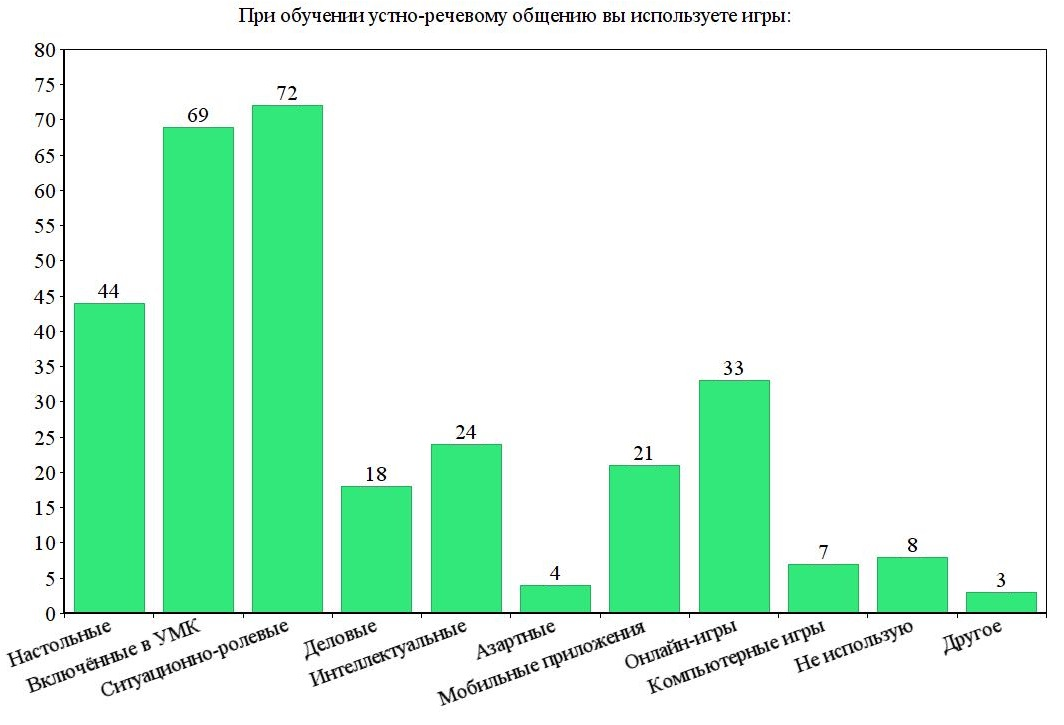 При обучении устно-речевому общению вы используете игры:
80
75
70
65
60
55
50
45
40
35
30
25
20
15
10
5
0
44
69
72
18
24
4
21
33
7
8
3
Настольные
Включённые в УМК
Ситуационно-ролевые
Деловые
Интеллектуальные
Азартные
Мобильные приложения
Онлайн-игры
Компьютерные игры
Не использую
Другое